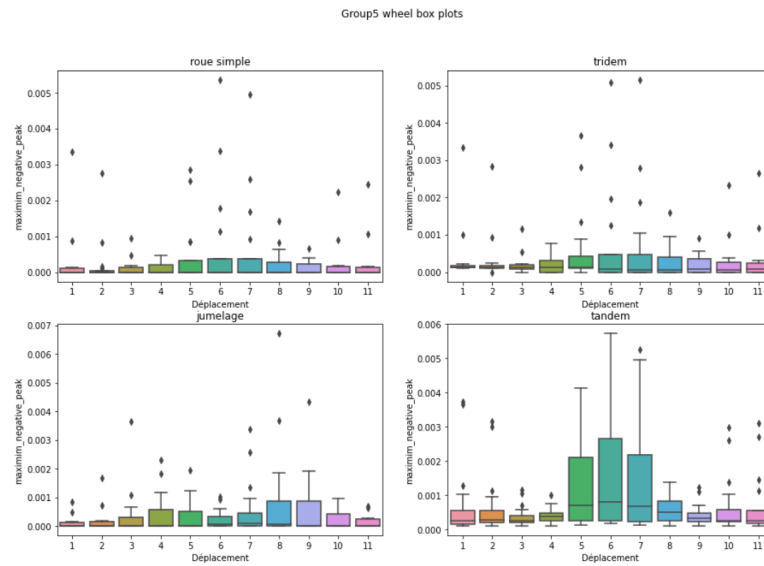 Group5 wheel box plots
roue simple
maximim_negative_peak
0.005
0.004
0.003
0.002
0.001
0.000
1 2 3 4 5 6 7 8 9 10 11
Déplacement
tridem
maximim_negative_peak
0.005
0.004
0.003
0.002
0.001
0.000
1 2 3 4 5 6 7 8 9 10 11
Déplacement
jumelage
maximim_negative_peak
0.007
0.006
0.005
0.004
0.003
0.002
0.001
0.000
1 2 3 4 5 6 7 8 9 10 11
Déplacement
tandem
maximim_negative_peak
0.006
0.005
0.004
0.003
0.002
0.001
0.000
1 2 3 4 5 6 7 8 9 10 11
Déplacement